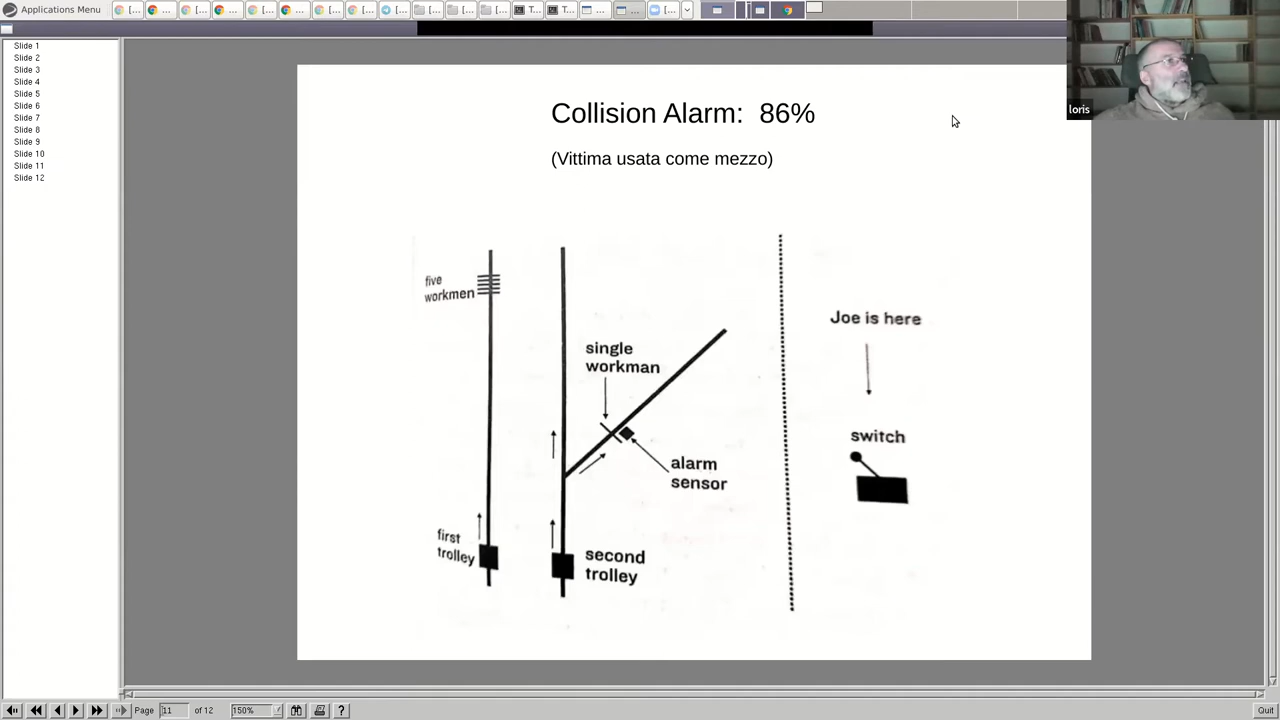 Applications Menu
Slide 1
Slide 2
Slide 3
Slide 4
Slide 5
Slide 6
Slide 7
Slide 8
Slide 9
Slide 10
Slide 11
Slide 12
Collision Alarm: 86%
(Vittima usata come mezzo)
five
workmen
single
workman
alarm
sensor
first
trolley
second
trolley
Joe is here
switch
loris
Page 11 of 12 150% ? Quit